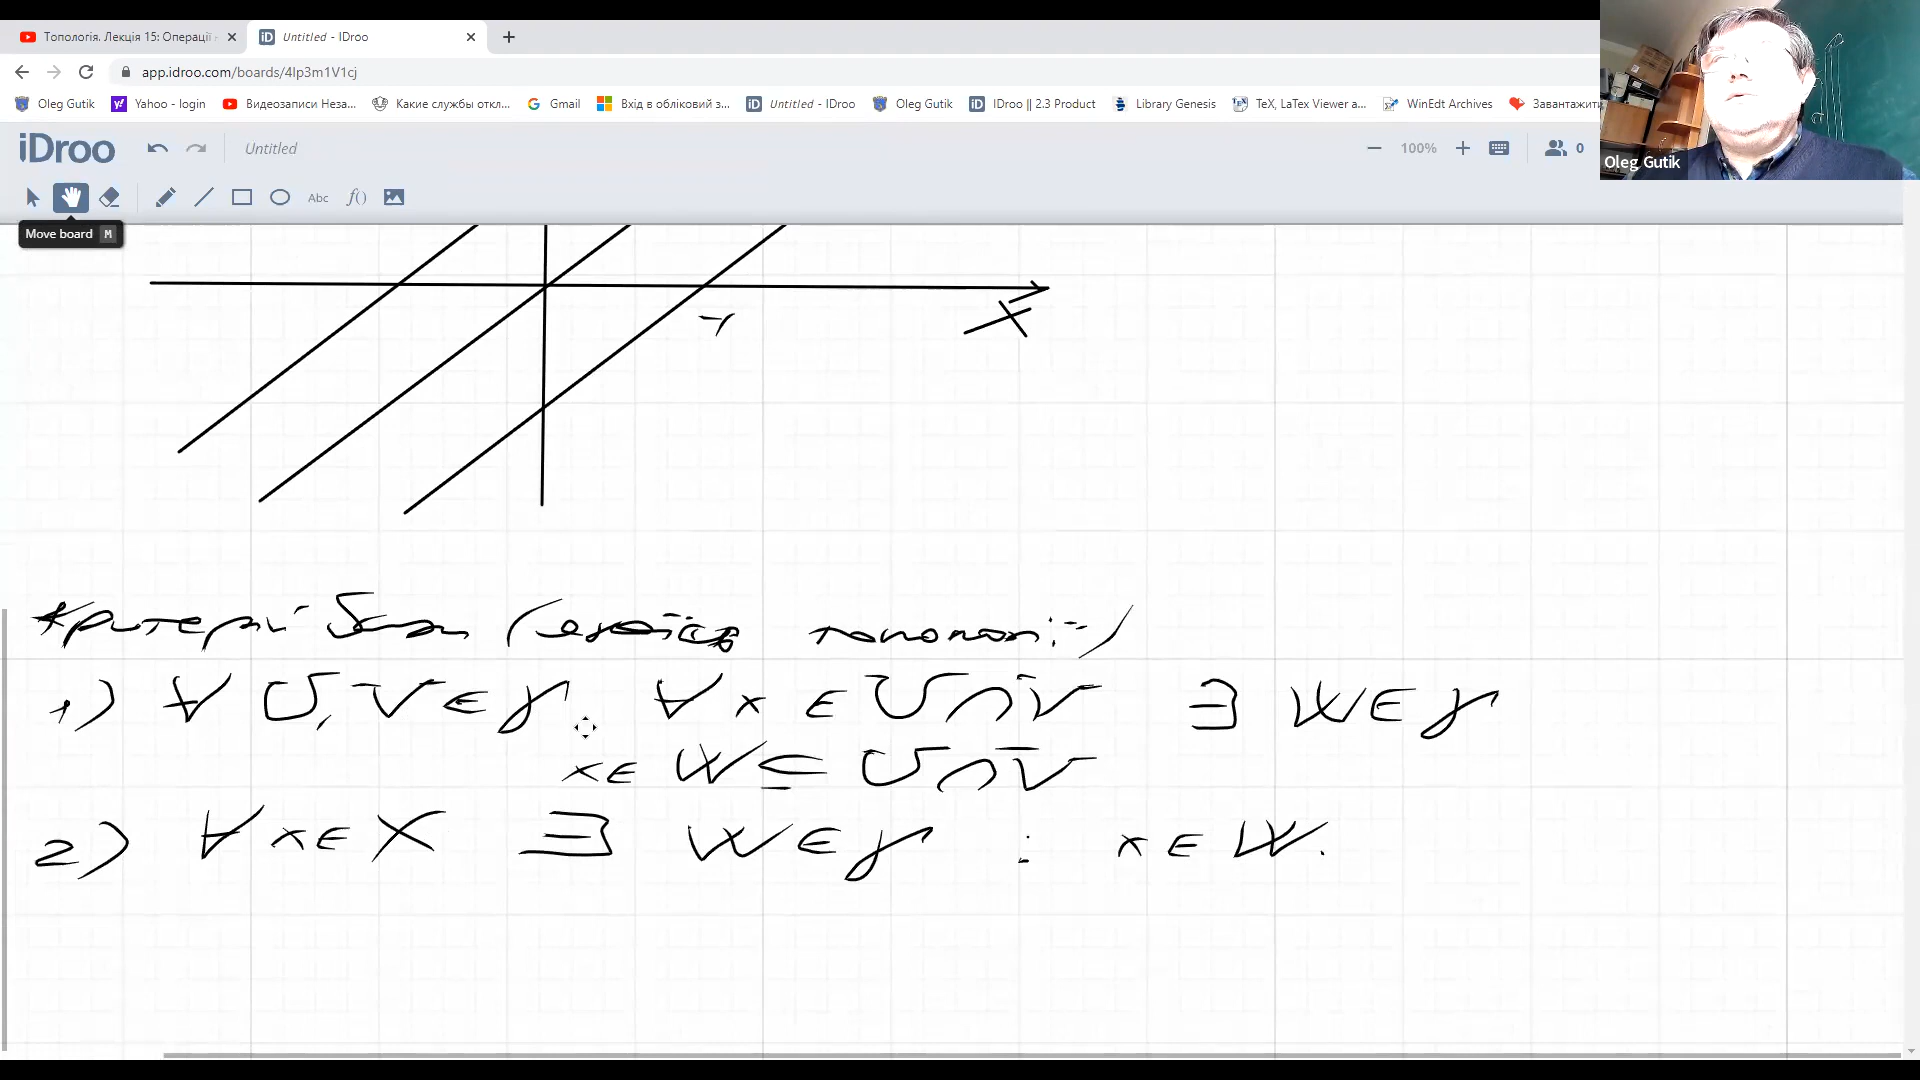 Топологія. Лекція 15: Операції
Untitled - IDroo
app.idroo.com/boards/4lp3m1V1cj
Oleg Gutik
Yahoo - login
Видеозаписи Неза...
Какие службы откл...
Gmail
Вхід в обліковий з...
Untitled - IDroo
Oleg Gutik
IDroo || 2.3 Product
Library Genesis
TeX, LaTex Viewer a...
WinEdt Archives
Завантажити
iDroo
Untitled
100%
0
Oleg Gutik
Abc
f()
Move board M
X
Критерій бази (
1) ∀ U, V ∈ γ ∀ x ∈ U ∩ V ∃ W ∈ γ
x ∈ W ⊆ U ∩ V
2) ∀ x ∈ X ∃ W ∈ γ : x ∈ W.